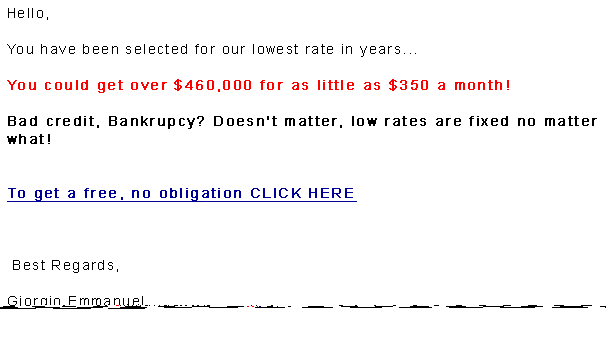 Hello,
You have been selected for our lowest rate in years...
You could get over $460,000 for as little as $350 a month!
Bad credit, Bankrupcy? Doesn't matter, low rates are fixed no matter
what!
To get a free, no obligation CLICK HERE
Best Regards,
Giorgin Emmanuel